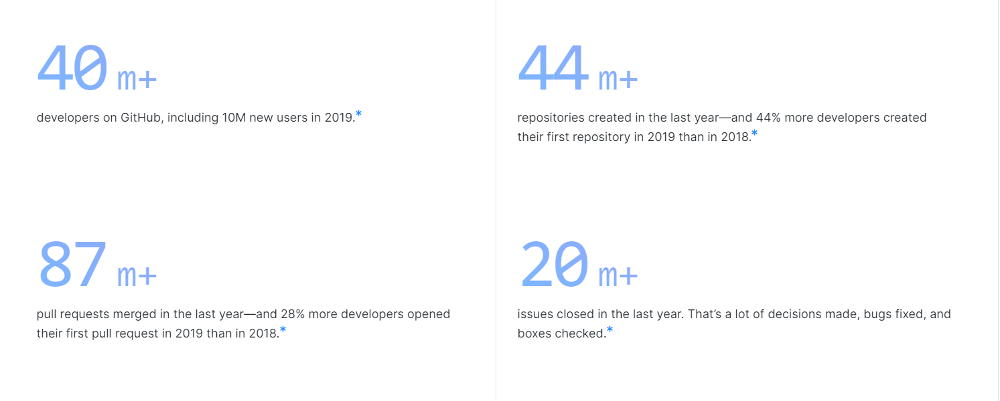 40 m+
developers on GitHub, including 10M new users in 2019.*
44 m+
repositories created in the last year—and 44% more developers created
their first repository in 2019 than in 2018.*
87 m+
pull requests merged in the last year—and 28% more developers opened
their first pull request in 2019 than in 2018.*
20 m+
issues closed in the last year. That’s a lot of decisions made, bugs fixed, and
boxes checked.*